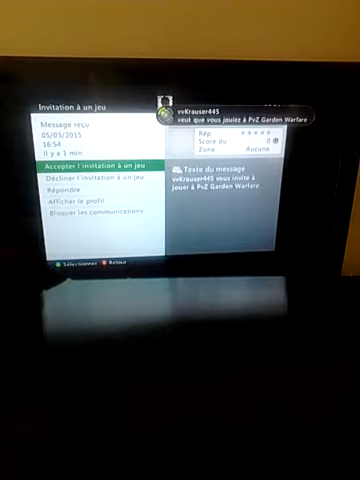 Invitation à un jeu
vvKrauser445
veut que vous jouiez à PvZ Garden Warfare
Message reçu
05/03/2015
16:54
il y a 1 min
Accepter l'invitation à un jeu
Décliner l'invitation à un jeu
Répondre
Afficher le profil
Bloquer les communications
Rép.
Score du 0 G
Zone Aucune
Texte du message
vvKrauser445 vous invite à
jouer à PvZ Garden Warfare.
Sélectionner
Retour